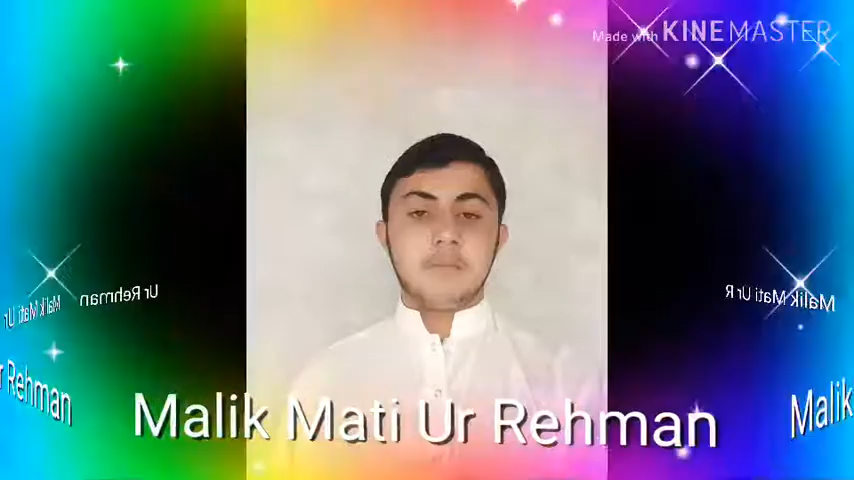 Made with KINEMASTER
Ur Rehman
Malik Mati Ur R
Malik Mati Ur
r Rehman
Malik
Malik Mati Ur Rehman